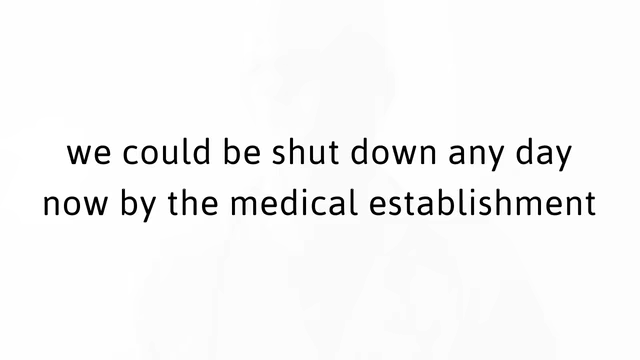 we could be shut down any day
now by the medical establishment